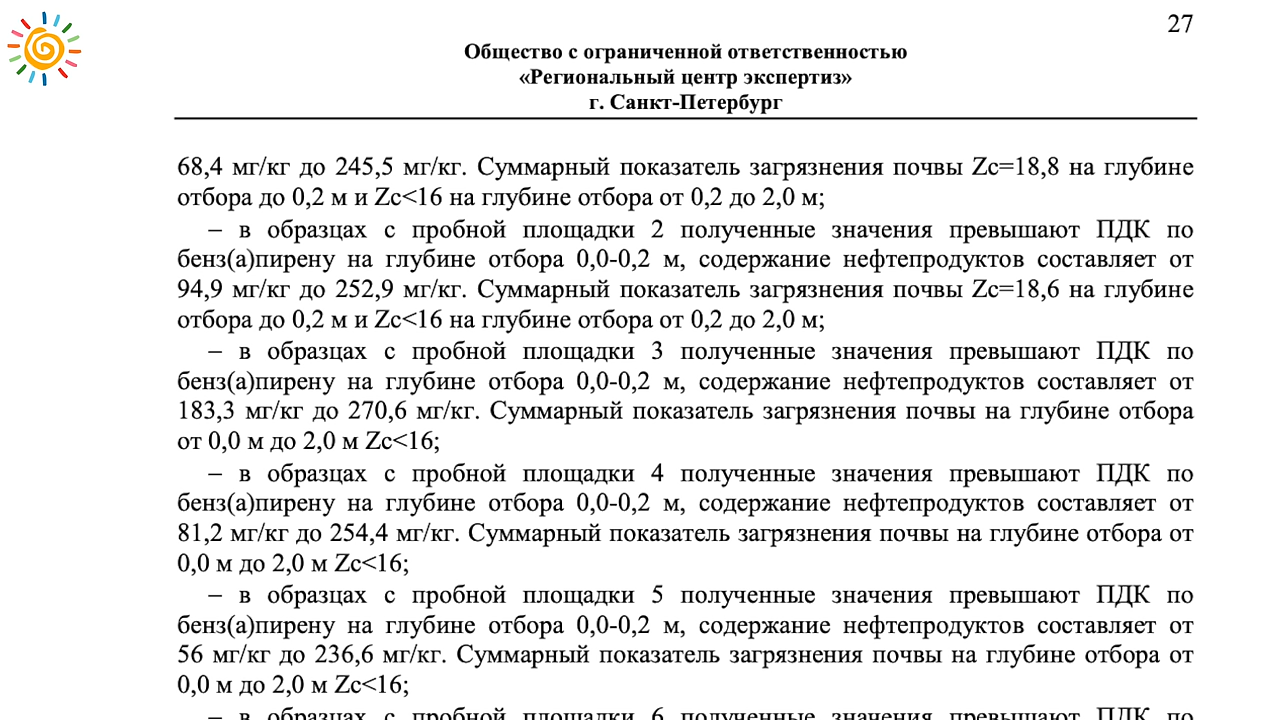 27
Общество с ограниченной ответственностью
«Региональный центр экспертиз»
г. Санкт-Петербург
68,4 мг/кг до 245,5 мг/кг. Суммарный показатель загрязнения почвы Zc=18,8 на глубине
отбора до 0,2 м и Zc<16 на глубине отбора от 0,2 до 2,0 м;
– в образцах с пробной площадки 2 полученные значения превышают ПДК по
бенз(а)пирену на глубине отбора 0,0-0,2 м, содержание нефтепродуктов составляет от
94,9 мг/кг до 252,9 мг/кг. Суммарный показатель загрязнения почвы Zc=18,6 на глубине
отбора до 0,2 м и Zc<16 на глубине отбора от 0,2 до 2,0 м;
– в образцах с пробной площадки 3 полученные значения превышают ПДК по
бенз(а)пирену на глубине отбора 0,0-0,2 м, содержание нефтепродуктов составляет от
183,3 мг/кг до 270,6 мг/кг. Суммарный показатель загрязнения почвы на глубине отбора
от 0,0 м до 2,0 м Zc<16;
– в образцах с пробной площадки 4 полученные значения превышают ПДК по
бенз(а)пирену на глубине отбора 0,0-0,2 м, содержание нефтепродуктов составляет от
81,2 мг/кг до 254,4 мг/кг. Суммарный показатель загрязнения почвы на глубине отбора от
0,0 м до 2,0 м Zc<16;
– в образцах с пробной площадки 5 полученные значения превышают ПДК по
бенз(а)пирену на глубине отбора 0,0-0,2 м, содержание нефтепродуктов составляет от
56 мг/кг до 236,6 мг/кг. Суммарный показатель загрязнения почвы на глубине отбора от
0,0 м до 2,0 м Zc<16;
– в образцах с пробной площадки 6 полученные значения превышают ПДК по